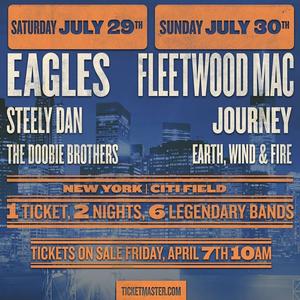 SATURDAY JULY 29TH
SUNDAY JULY 30TH
EAGLES
STEELY DAN
THE DOOBIE BROTHERS
FLEETWOOD MAC
JOURNEY
EARTH, WIND & FIRE
NEW YORK | CITI FIELD
1 TICKET, 2 NIGHTS, 6 LEGENDARY BANDS
TICKETS ON SALE FRIDAY, APRIL 7TH 10AM
TICKETMASTER.COM